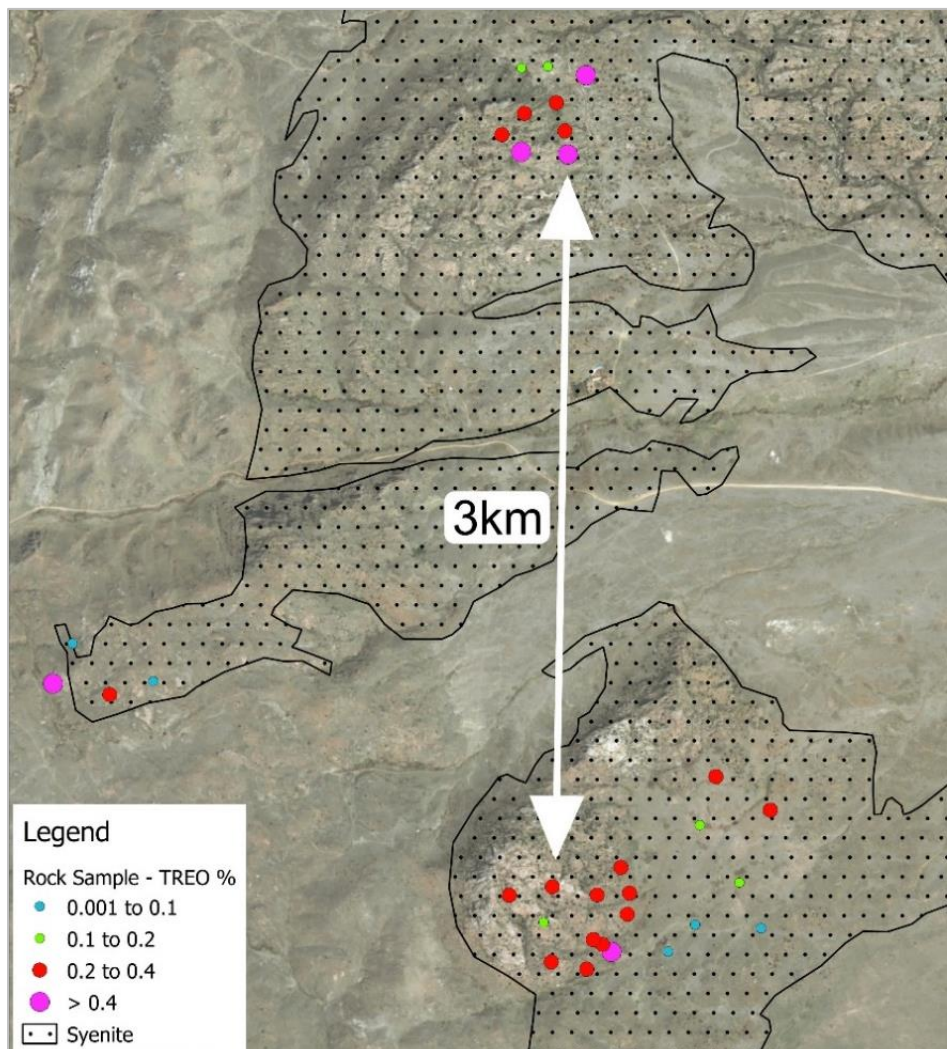 3km
Legend
Rock Sample - TREO %
0.001 to 0.1
0.1 to 0.2
0.2 to 0.4
> 0.4
Syenite